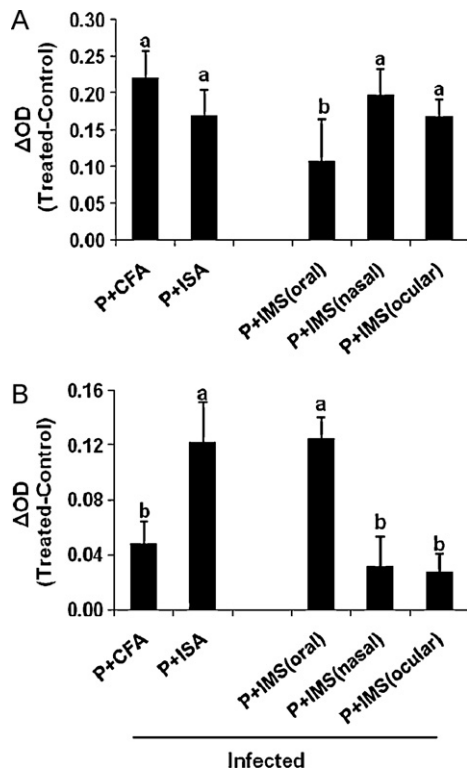 A
ΔOD
(Treated-Control)
0.30
0.25
0.20
0.15
0.10
0.05
0.00
a
a
b
a
a
P+CFA
P+ISA
P+IMS(oral)
P+IMS(nasal)
P+IMS(ocular)
B
ΔOD
(Treated-Control)
0.16
0.12
0.08
0.04
0.00
b
a
a
b
b
P+CFA
P+ISA
P+IMS(oral)
P+IMS(nasal)
P+IMS(ocular)
Infected